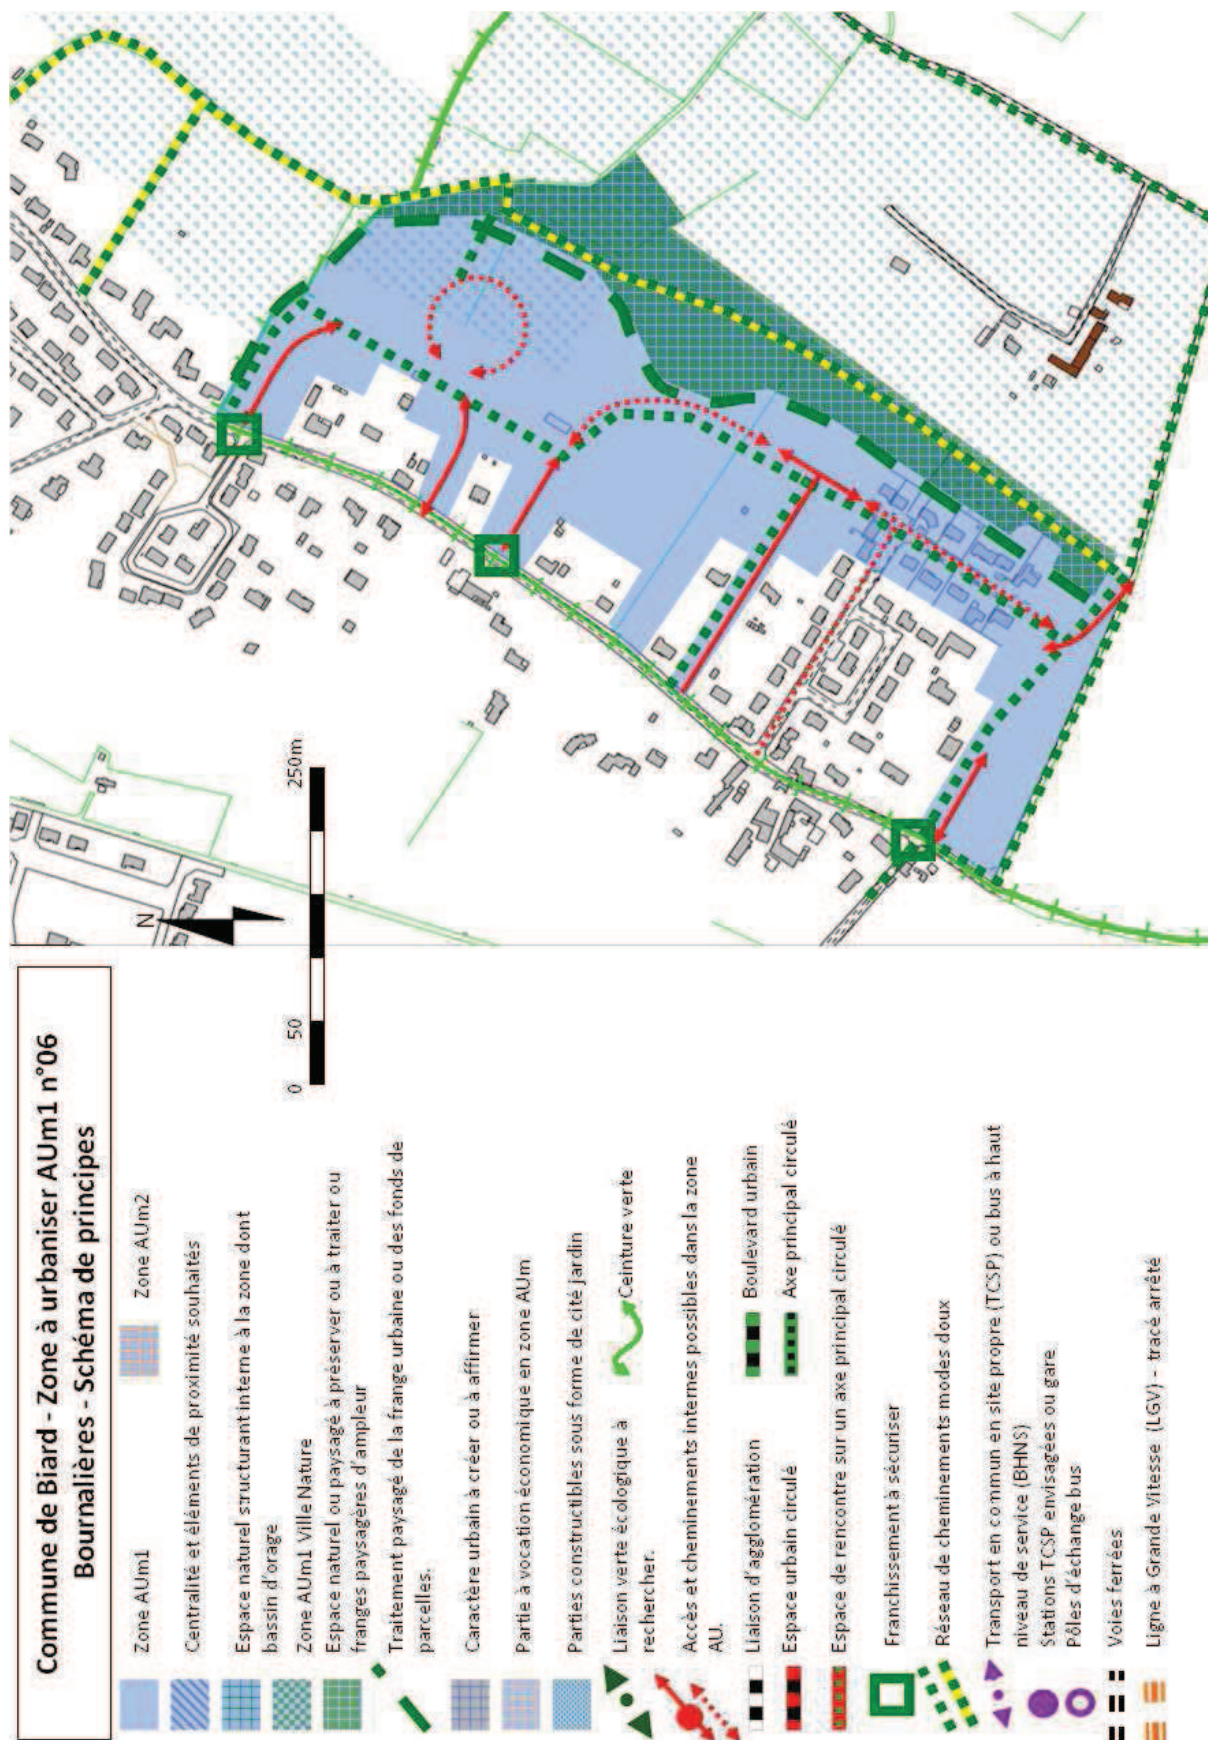 Commune de Biard - Zone à urbaniser AUm1 n°06
Bournalières - Schéma de principes
Zone AUm1
Zone AUm2
Centralité et éléments de proximité souhaités
Espace naturel structurant interne à la zone dont
bassin d'orage
Zone AUm1 Ville Nature
Espace naturel ou paysagé à préserver ou à traiter ou
franges paysagères d'ampleur
Traitement paysagé de la frange urbaine ou des fonds de
parcelles.
Caractère urbain à créer ou à affirmer
Partie à vocation économique en zone AUm
Parties constructibles sous forme de cité jardin
Liaison verte écologique à
rechercher.
Ceinture verte
Accès et cheminements internes possibles dans la zone
AU.
Liaison d'agglomération
Boulevard urbain
Espace urbain circulé
Axe principal circulé
Espace de rencontre sur un axe principal circulé
Franchissement à sécuriser
Réseau de cheminements modes doux
Transport en commun en site propre (TCSP) ou bus à haut
niveau de service (BHNS)
Stations TCSP envisagées ou gare
Pôles d'échange bus
Voies ferrées
Ligne à Grande Vitesse (LGV) - tracé arrêté
0
50
250m
N